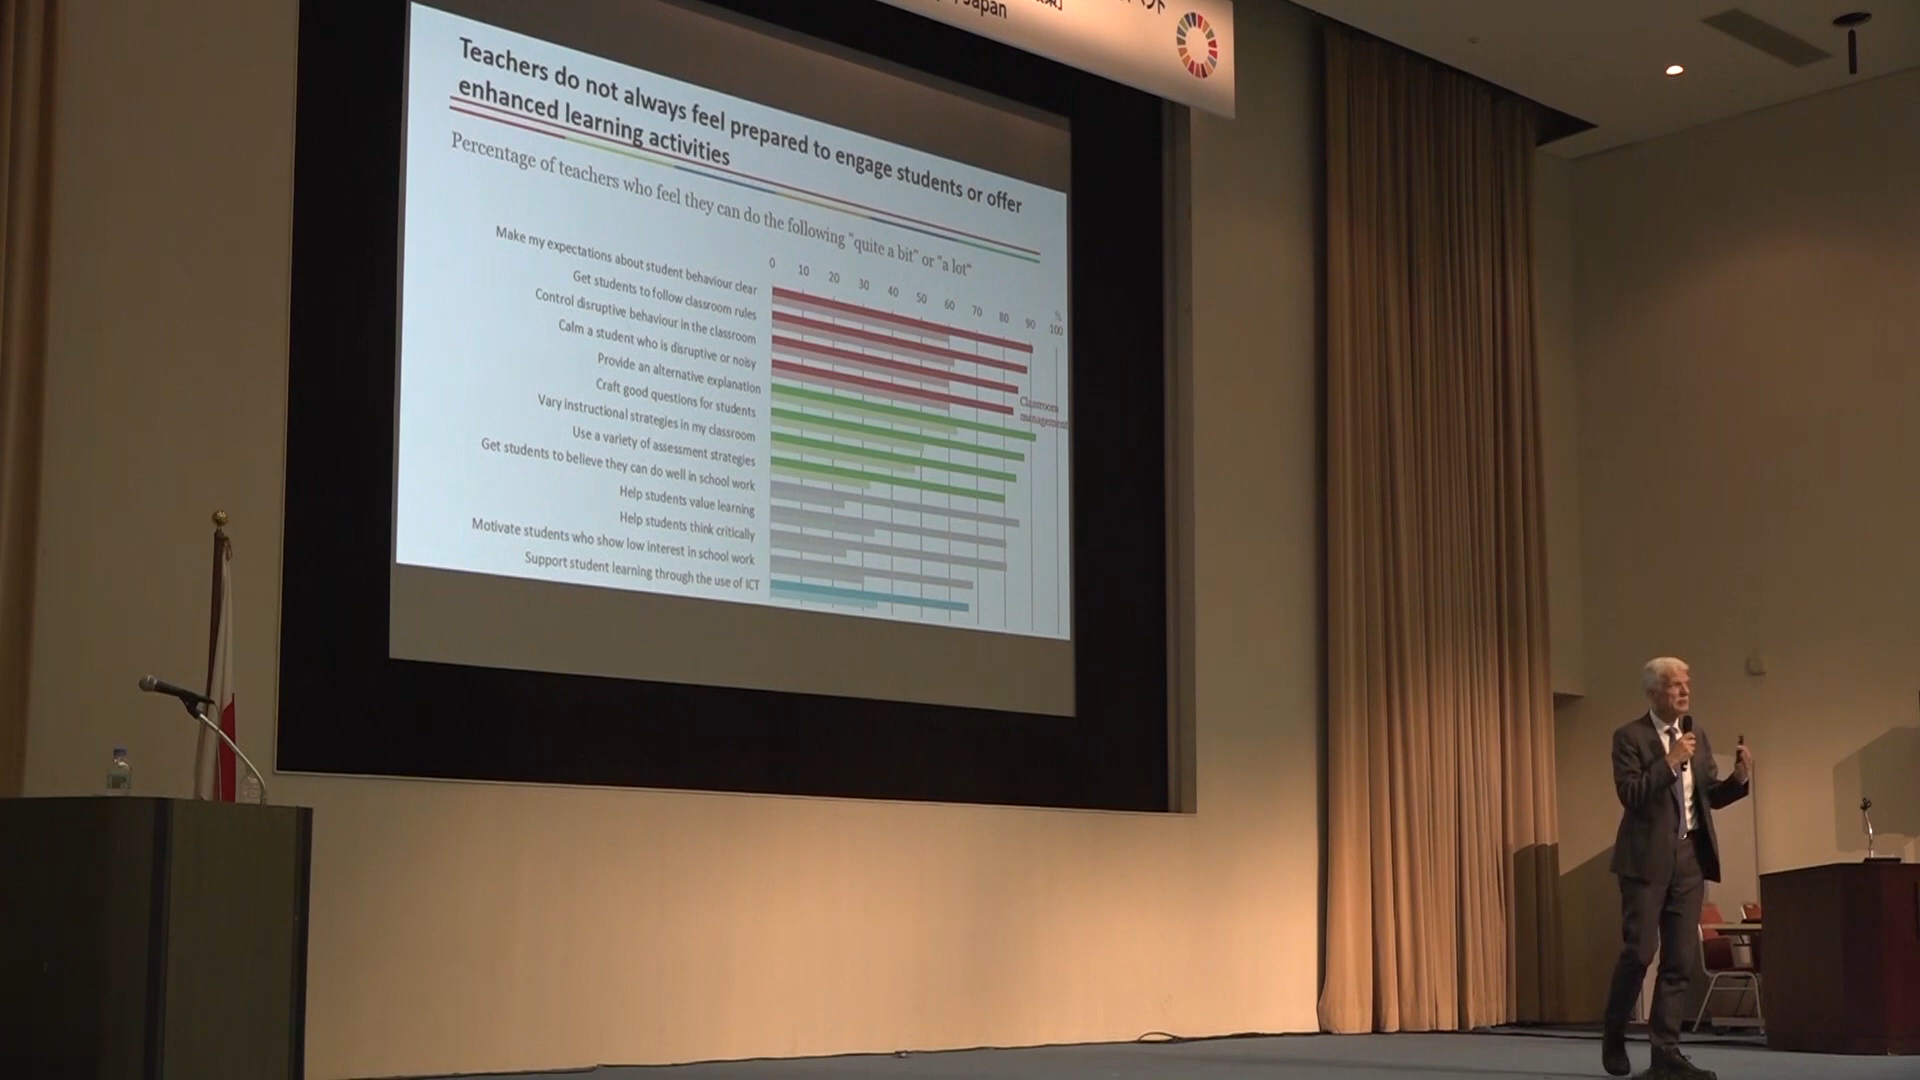 Japan
Teachers do not always feel prepared to engage students or offer
enhanced learning activities
Percentage of teachers who feel they can do the following "quite a bit" or "a lot"
0 10 20 30 40 50 60 70 80 90 100
%
Make my expectations about student behaviour clear
Get students to follow classroom rules
Control disruptive behaviour in the classroom
Calm a student who is disruptive or noisy
Provide an alternative explanation
Craft good questions for students
Vary instructional strategies in my classroom
Use a variety of assessment strategies
Get students to believe they can do well in school work
Help students value learning
Help students think critically
Motivate students who show low interest in school work
Support student learning through the use of ICT
Classroom
management